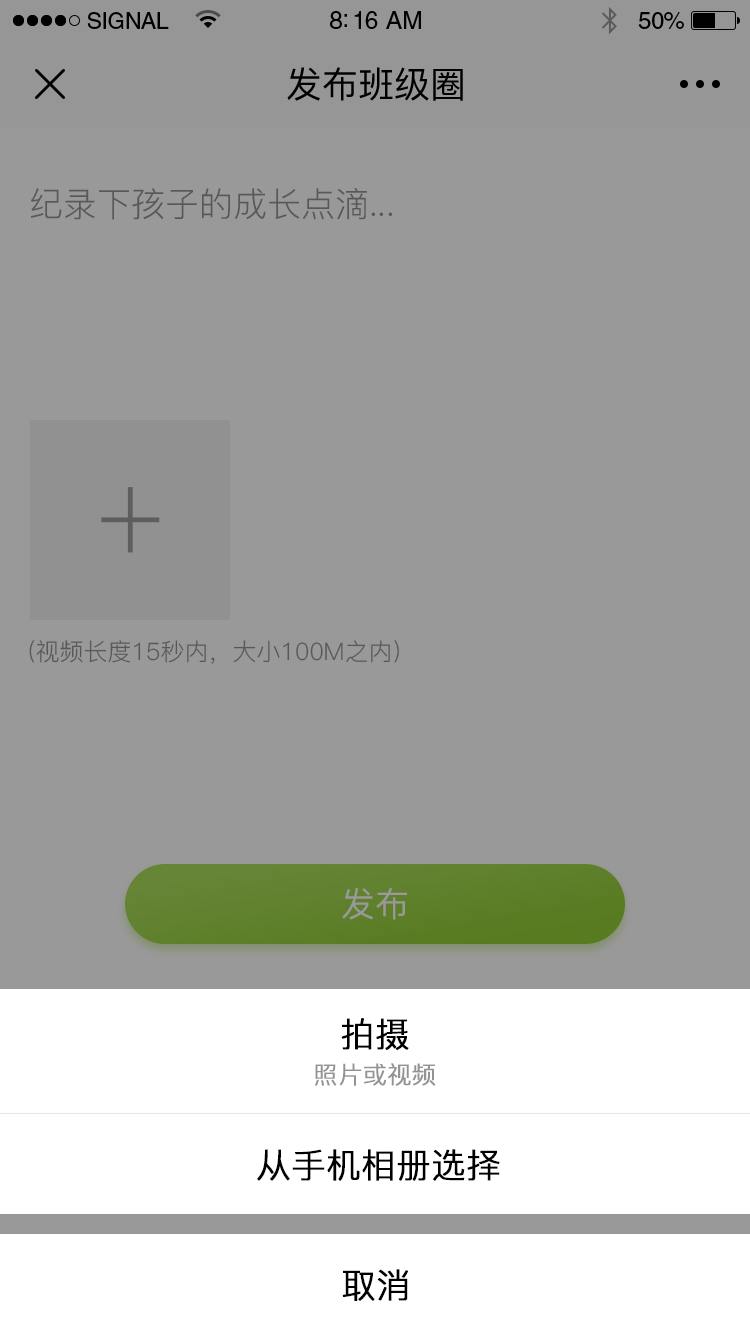 SIGNAL 8:16 AM 50%
发布班级圈
纪录下孩子的成长点滴...
(视频长度15秒内，大小100M之内)
发布
拍摄
照片或视频
从手机相册选择
取消